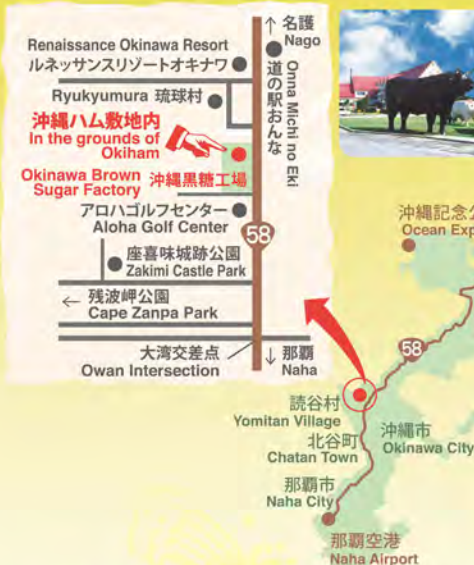 ↑ 名護
Nago
Renaissance Okinawa Resort
ルネッサンスリゾートオキナワ
道の駅おんな
Onna Michi no Eki
Ryukyumura 琉球村
沖縄ハム敷地内
In the grounds of
Okiham
Okinawa Brown
Sugar Factory
沖縄黒糖工場
アロハゴルフセンター
Aloha Golf Center
58
座喜味城跡公園
Zakimi Castle Park
← 残波岬公園
Cape Zanpa Park
大湾交差点
Owan Intersection
↓ 那覇
Naha
沖縄記念公
Ocean Exp
58
読谷村
Yomitan Village
北谷町
Chatan Town
沖縄市
Okinawa City
那覇市
Naha City
那覇空港
Naha Airport